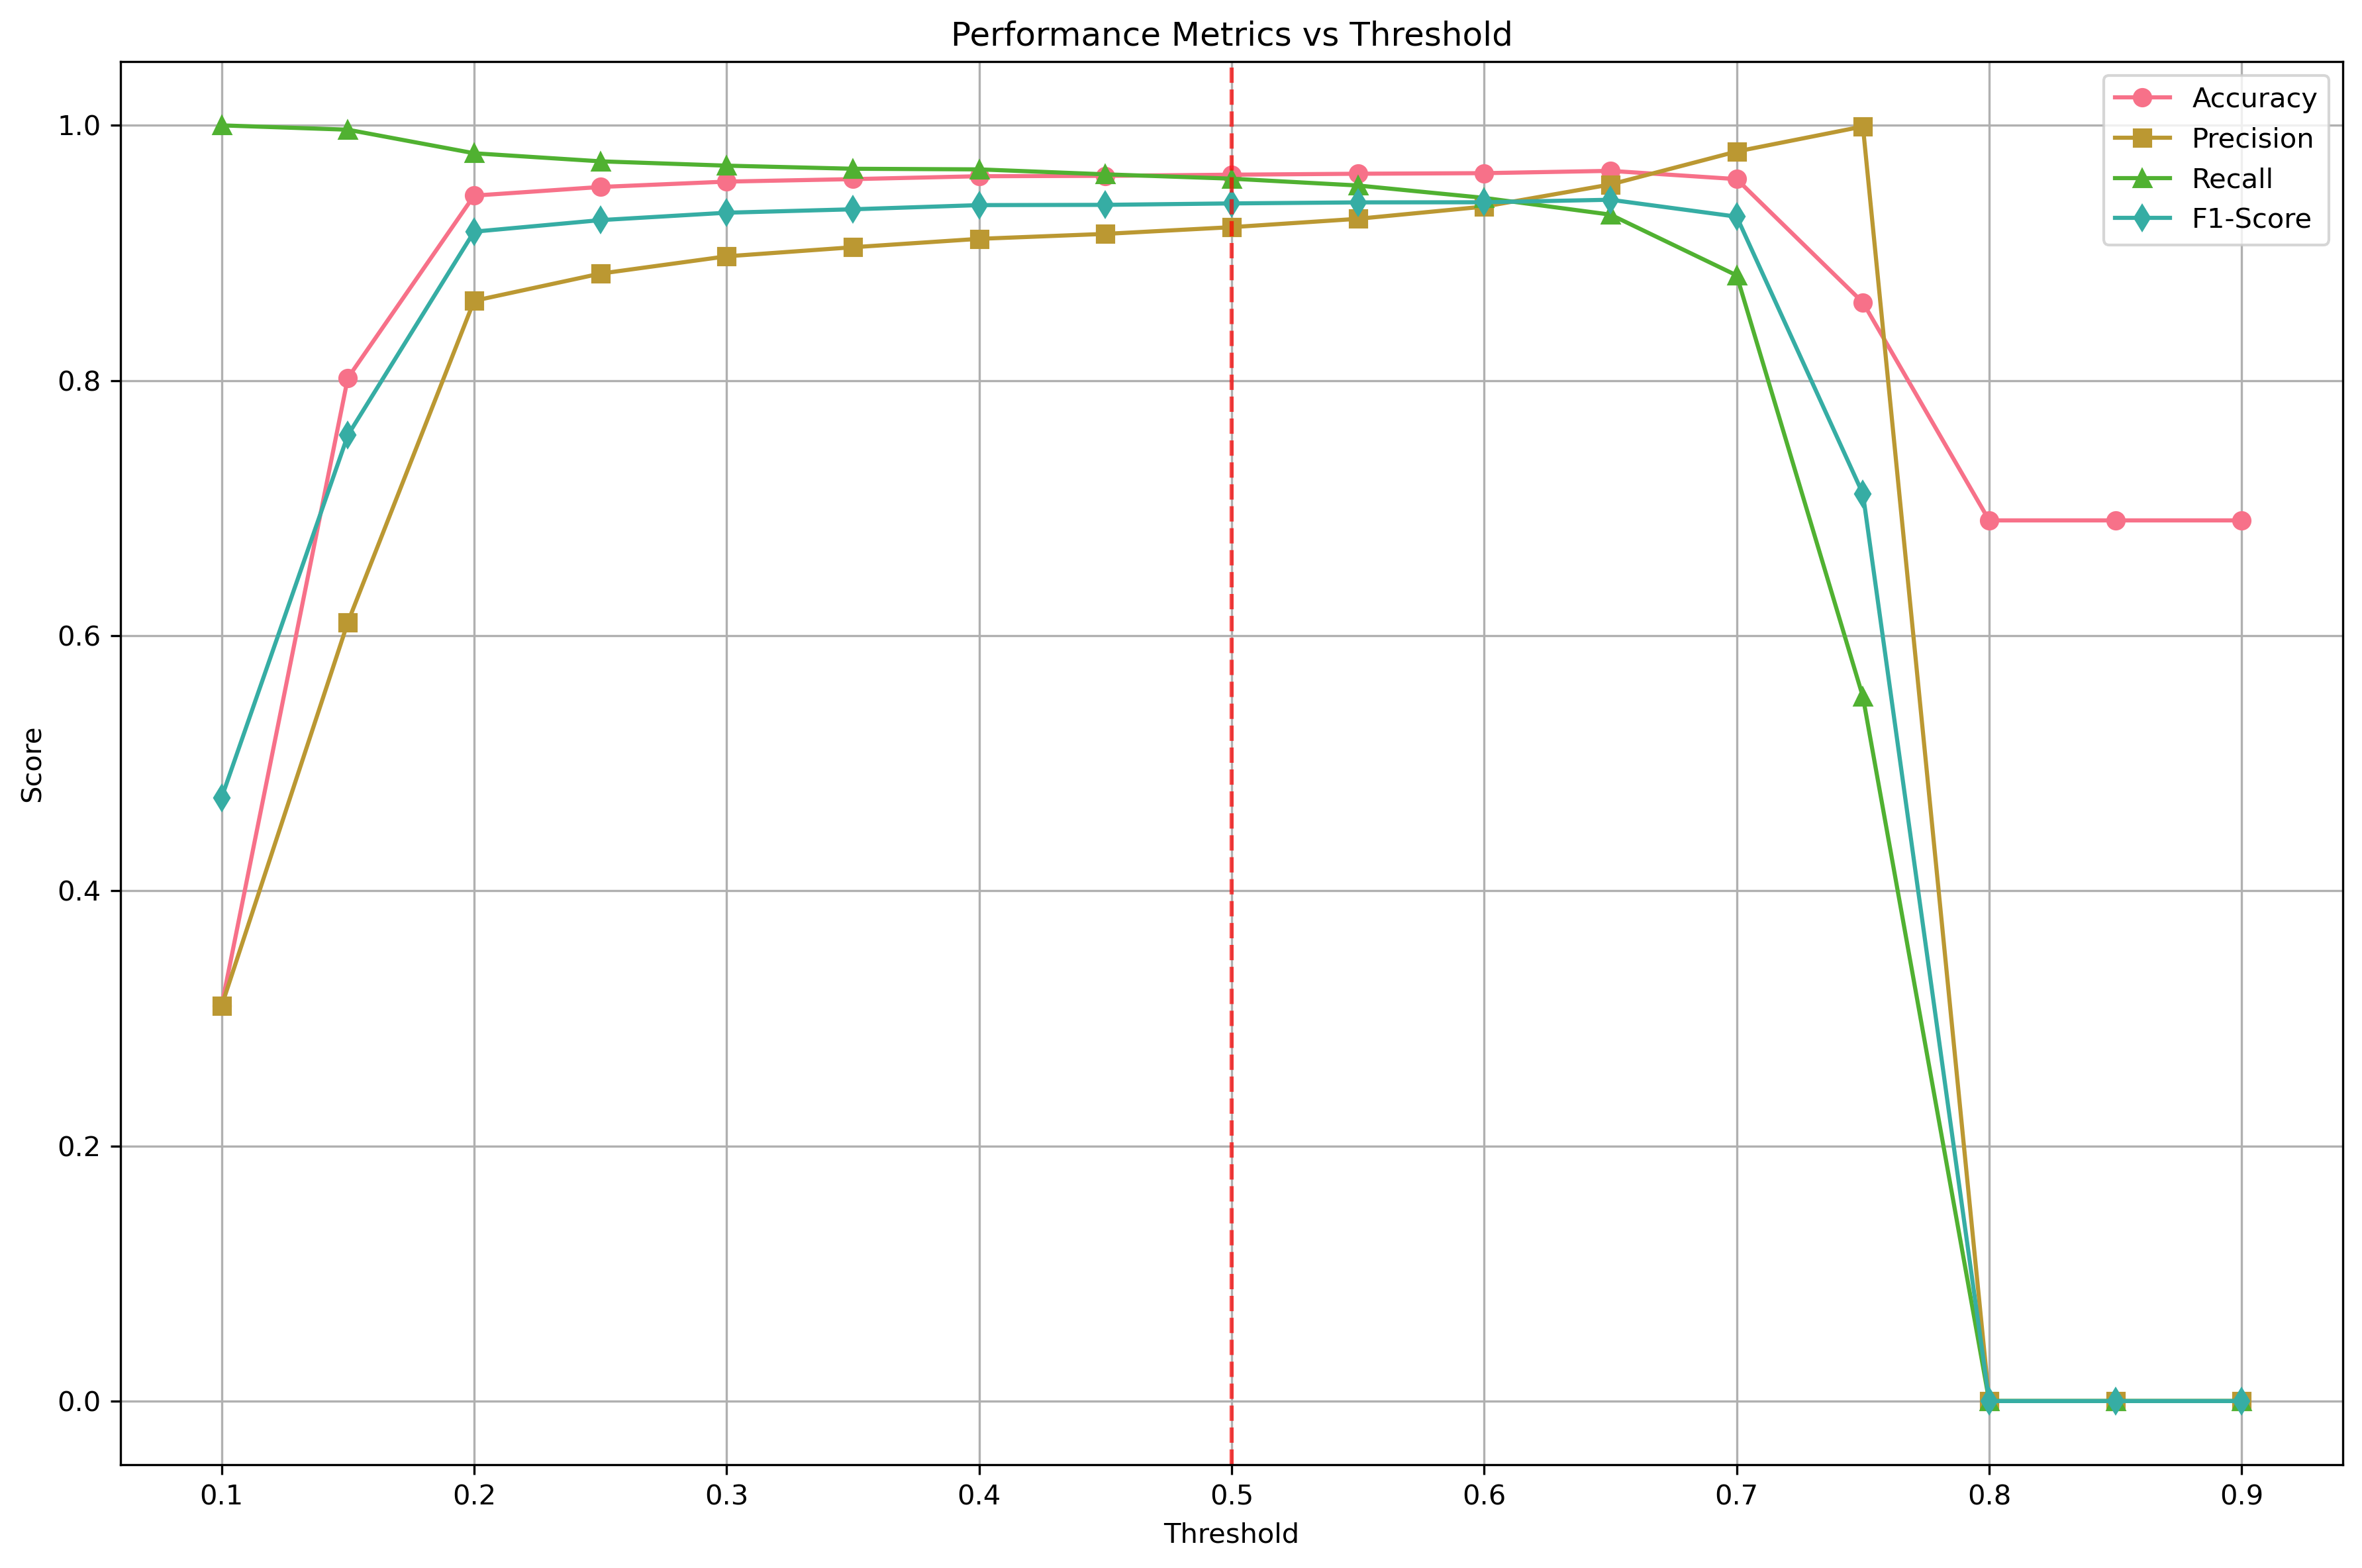 Performance Metrics vs Threshold
Accuracy
Precision
Recall
F1-Score
1.0
0.8
0.6
0.4
0.2
0.0
Score
0.1 0.2 0.3 0.4 0.5 0.6 0.7 0.8 0.9
Threshold